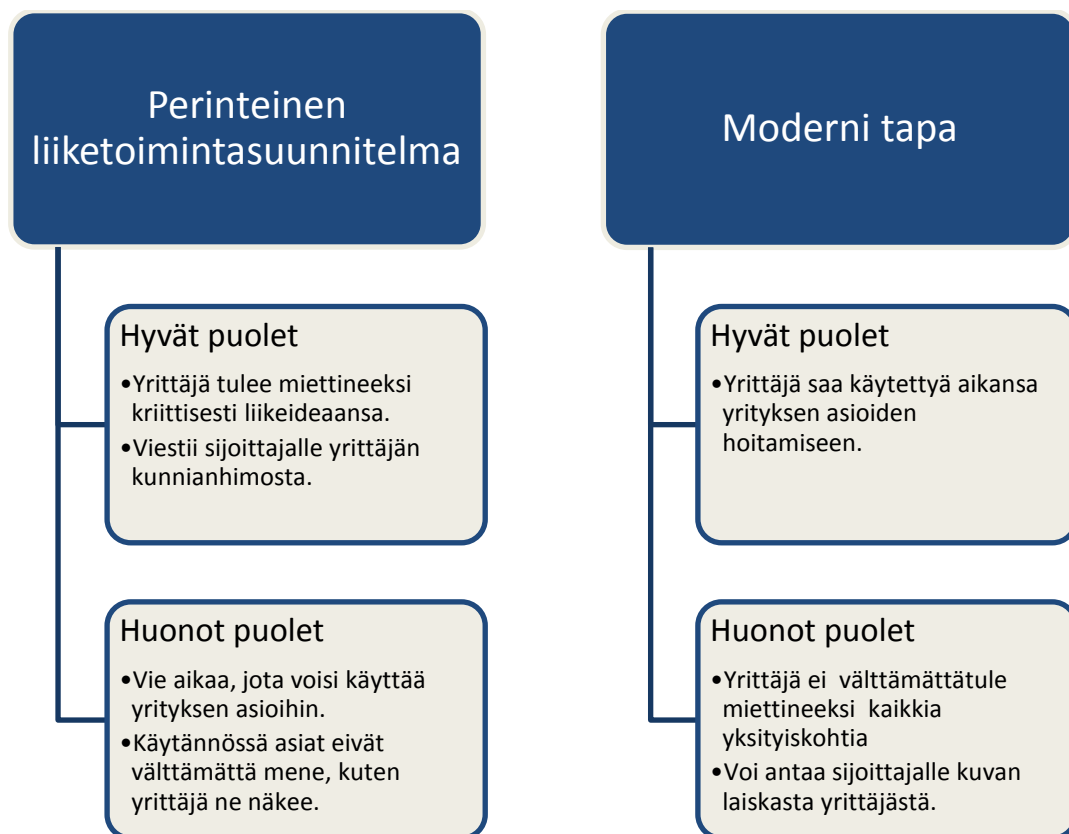 Perinteinen
liiketoimintasuunnitelma
Hyvät puolet
•Yrittäjä tulee miettineeksi
kriittisesti liikeideaansa.
•Viestii sijoittajalle yrittäjän
kunnianhimosta.
Huonot puolet
•Vie aikaa, jota voisi käyttää
yrityksen asioihin.
•Käytännössä asiat eivät
välttämättä mene, kuten
yrittäjä ne näkee.
Moderni tapa
Hyvät puolet
•Yrittäjä saa käytettyä aikansa
yrityksen asioiden
hoitamiseen.
Huonot puolet
•Yrittäjä ei  välttämättätule
miettineeksi  kaikkia
yksityiskohtia
•Voi antaa sijoittajalle kuvan
laiskasta yrittäjästä.